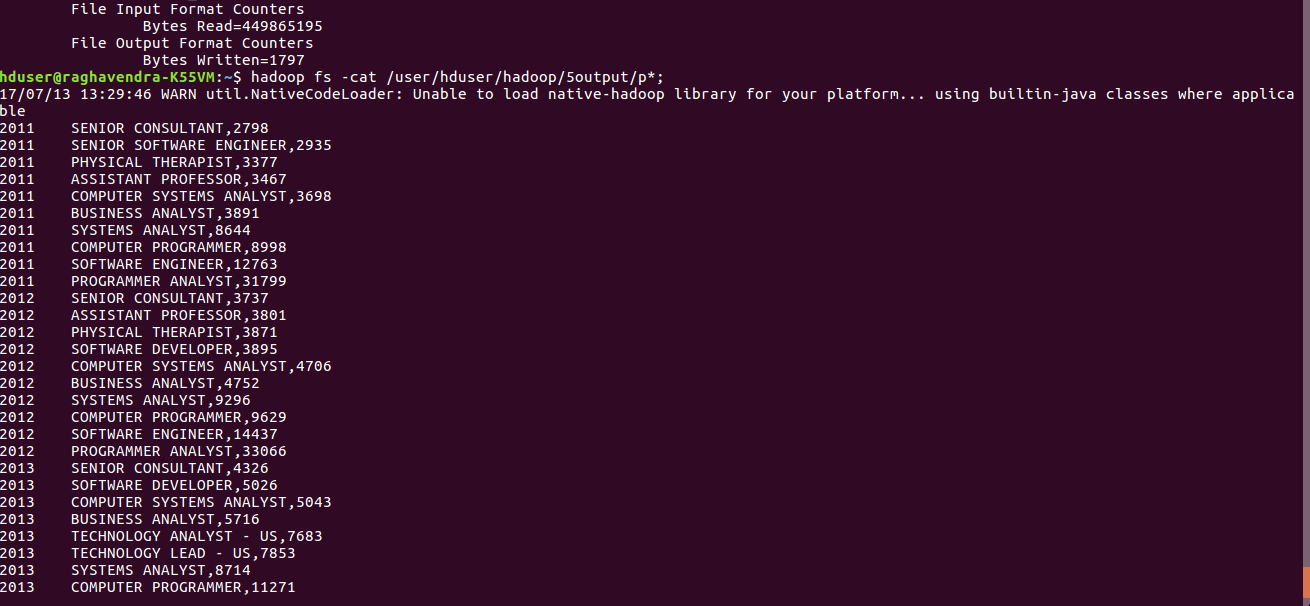 File Input Format Counters
Bytes Read=449865195
File Output Format Counters
Bytes Written=1797
hduser@raghavendra-K55VM:~$ hadoop fs -cat /user/hduser/hadoop/5output/p*;
17/07/13 13:29:46 WARN util.NativeCodeLoader: Unable to load native-hadoop library for your platform... using builtin-java classes where applica
ble
2011    SENIOR CONSULTANT,2798
2011    SENIOR SOFTWARE ENGINEER,2935
2011    PHYSICAL THERAPIST,3377
2011    ASSISTANT PROFESSOR,3467
2011    COMPUTER SYSTEMS ANALYST,3698
2011    BUSINESS ANALYST,3891
2011    SYSTEMS ANALYST,8644
2011    COMPUTER PROGRAMMER,8998
2011    SOFTWARE ENGINEER,12763
2011    PROGRAMMER ANALYST,31799
2012    SENIOR CONSULTANT,3737
2012    ASSISTANT PROFESSOR,3801
2012    PHYSICAL THERAPIST,3871
2012    SOFTWARE DEVELOPER,3895
2012    COMPUTER SYSTEMS ANALYST,4706
2012    BUSINESS ANALYST,4752
2012    SYSTEMS ANALYST,9296
2012    COMPUTER PROGRAMMER,9629
2012    SOFTWARE ENGINEER,14437
2012    PROGRAMMER ANALYST,33066
2013    SENIOR CONSULTANT,4326
2013    SOFTWARE DEVELOPER,5026
2013    COMPUTER SYSTEMS ANALYST,5043
2013    BUSINESS ANALYST,5716
2013    TECHNOLOGY ANALYST - US,7683
2013    TECHNOLOGY LEAD - US,7853
2013    SYSTEMS ANALYST,8714
2013    COMPUTER PROGRAMMER,11271